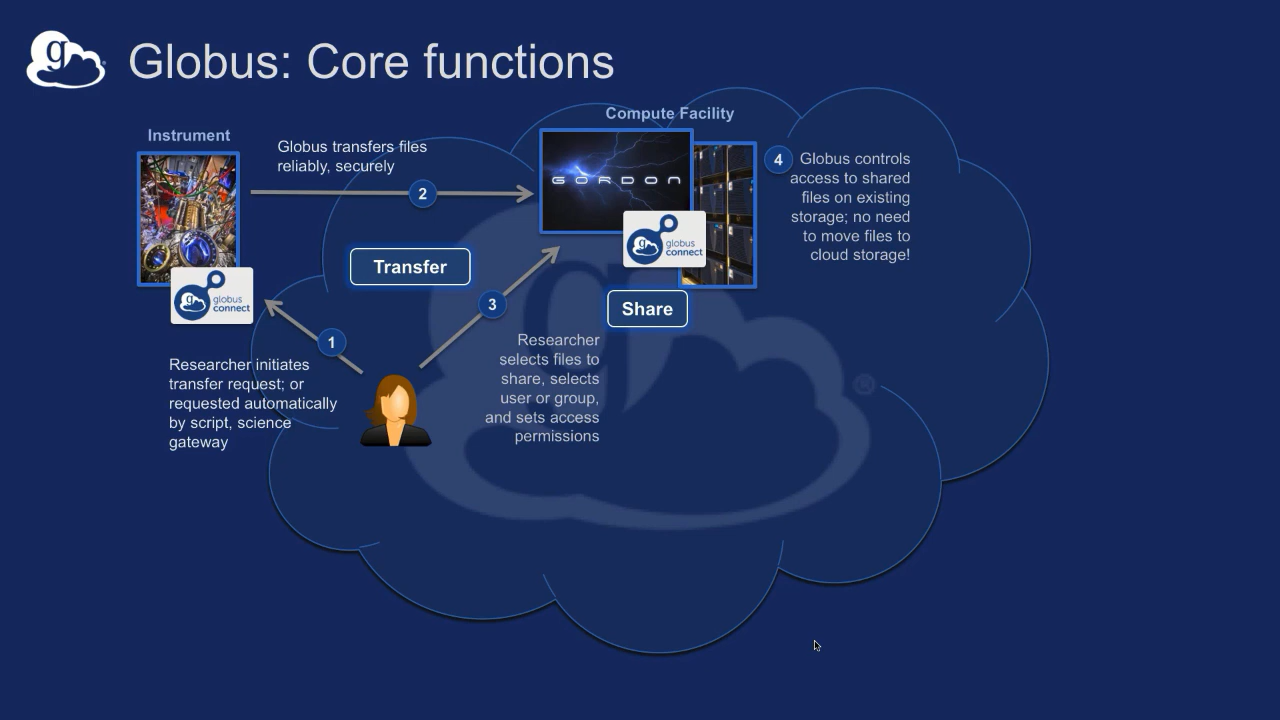 g
Globus: Core functions
Compute Facility
Instrument
Globus transfers files
reliably, securely
2
GORDON
4
Globus controls
access to shared
files on existing
storage; no need
to move files to
cloud storage!
g
globus
connect
Transfer
g
globus
connect
Share
3
1
Researcher
selects files to
share, selects
user or group,
and sets access
permissions
Researcher initiates
transfer request; or
requested automatically
by script, science
gateway
g
®